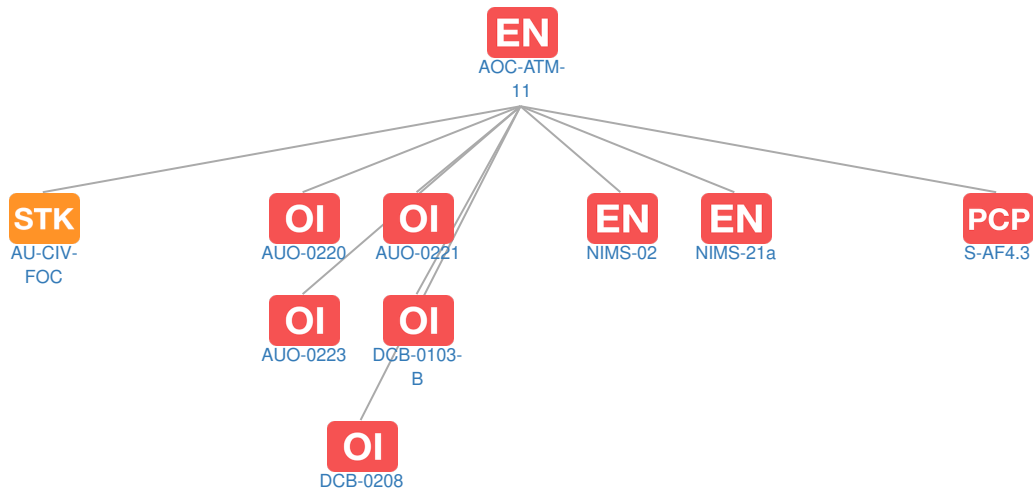 EN
AOC-ATM-
11
STK
AU-CIV-
FOC
OI
AUO-0220
OI
AUO-0221
EN
NIMS-02
EN
NIMS-21a
PCP
S-AF4.3
OI
AUO-0223
OI
DCB-0103-
B
OI
DCB-0208